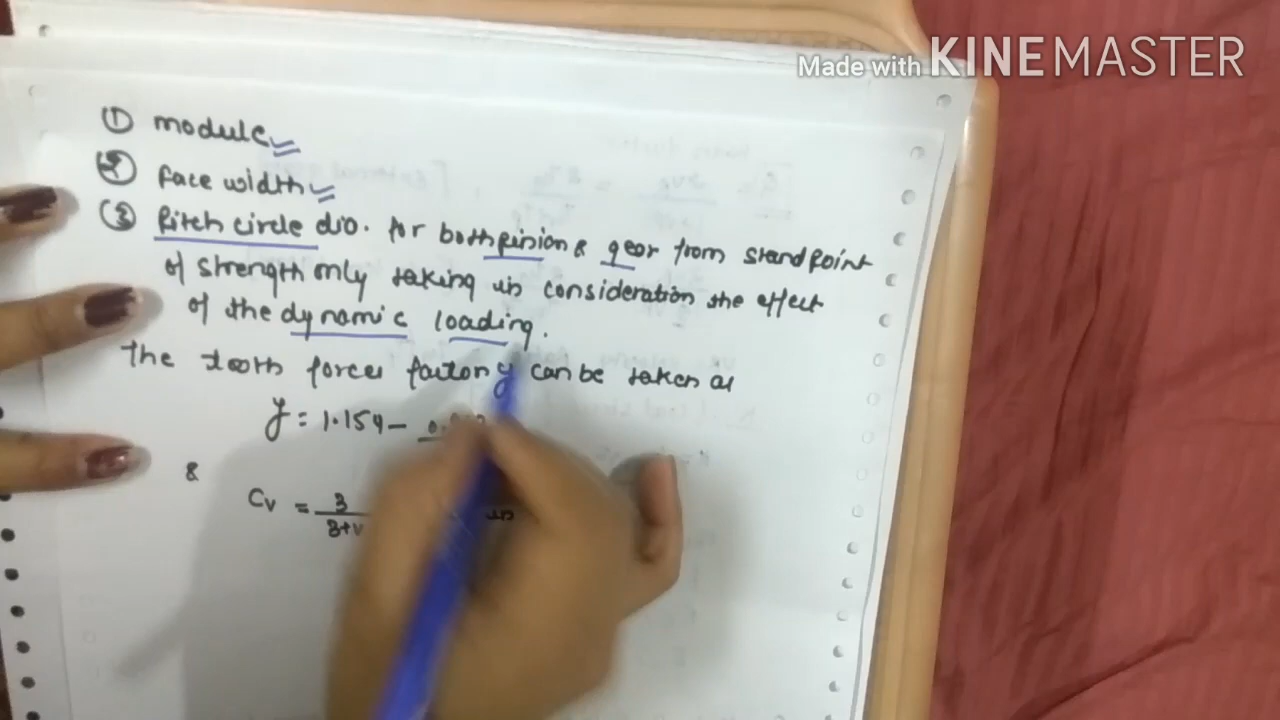 Made with KINEMASTER
① module
② face width
③ Pitch circle dia. for both pinion & gear from standpoint
of strength only taking in consideration the effect
of the dynamic loading.
The tooth forces factor y can be taken as
y = 1.154 -
&
Cv = 3 / 3+v